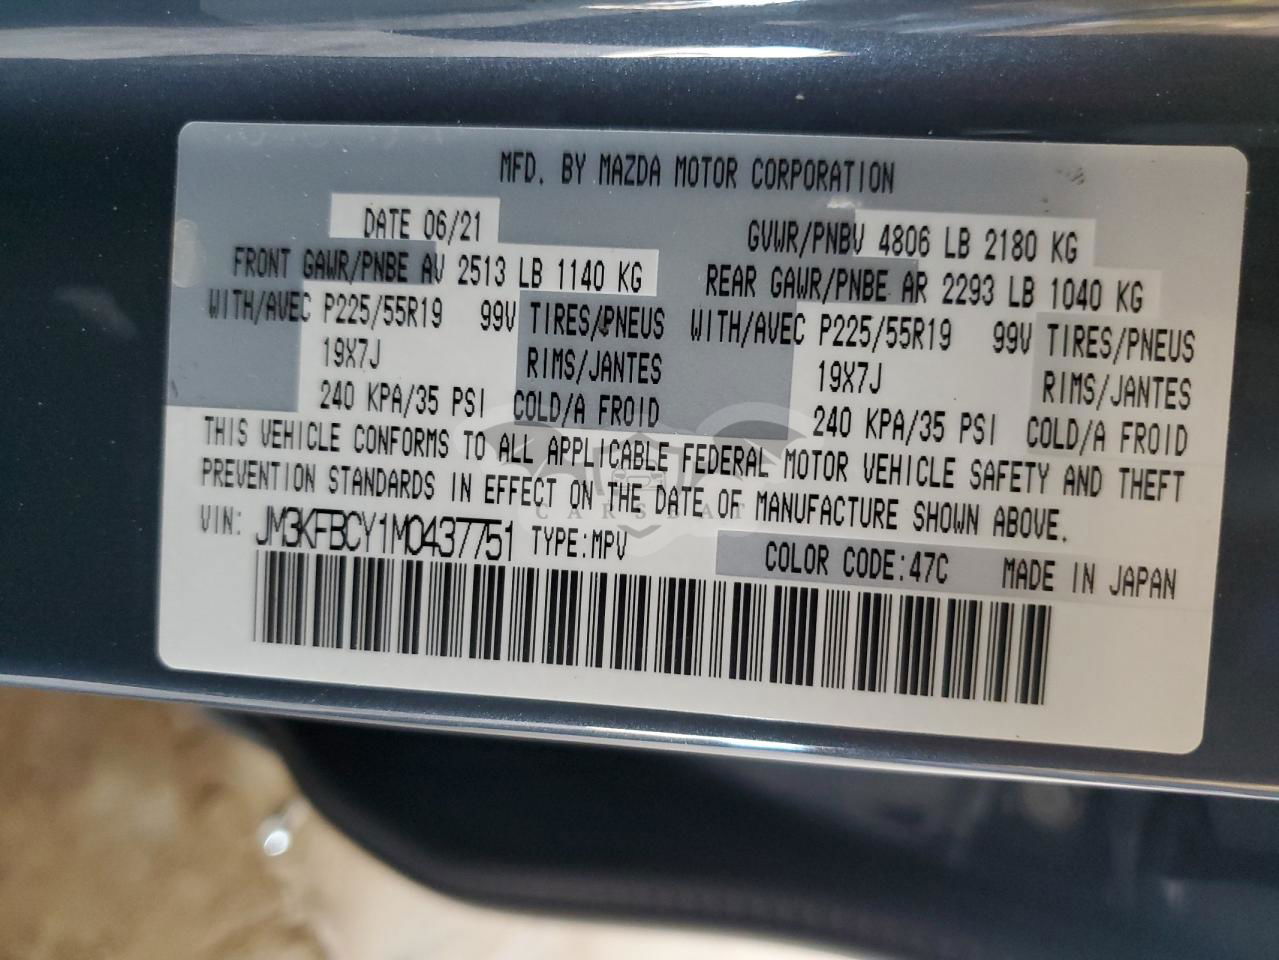 MFD. BY MAZDA MOTOR CORPORATION
DATE 06/21 GVWR/PNBV 4806 LB 2180 KG
FRONT GAWR/PNBE AV 2513 LB 1140 KG REAR GAWR/PNBE AR 2293 LB 1040 KG
WITH/AVEC P225/55R19 99V TIRES/PNEUS WITH/AVEC P225/55R19 99V TIRES/PNEUS
19X7J RIMS/JANTES 19X7J RIMS/JANTES
240 KPA/35 PSI COLD/A FROID 240 KPA/35 PSI COLD/A FROID
THIS VEHICLE CONFORMS TO ALL APPLICABLE FEDERAL MOTOR VEHICLE SAFETY AND THEFT
PREVENTION STANDARDS IN EFFECT ON THE DATE OF MANUFACTURE SHOWN ABOVE.
CARSBAT
VIN: JM3KFBCY1M0437751 TYPE:MPV COLOR CODE:47C MADE IN JAPAN